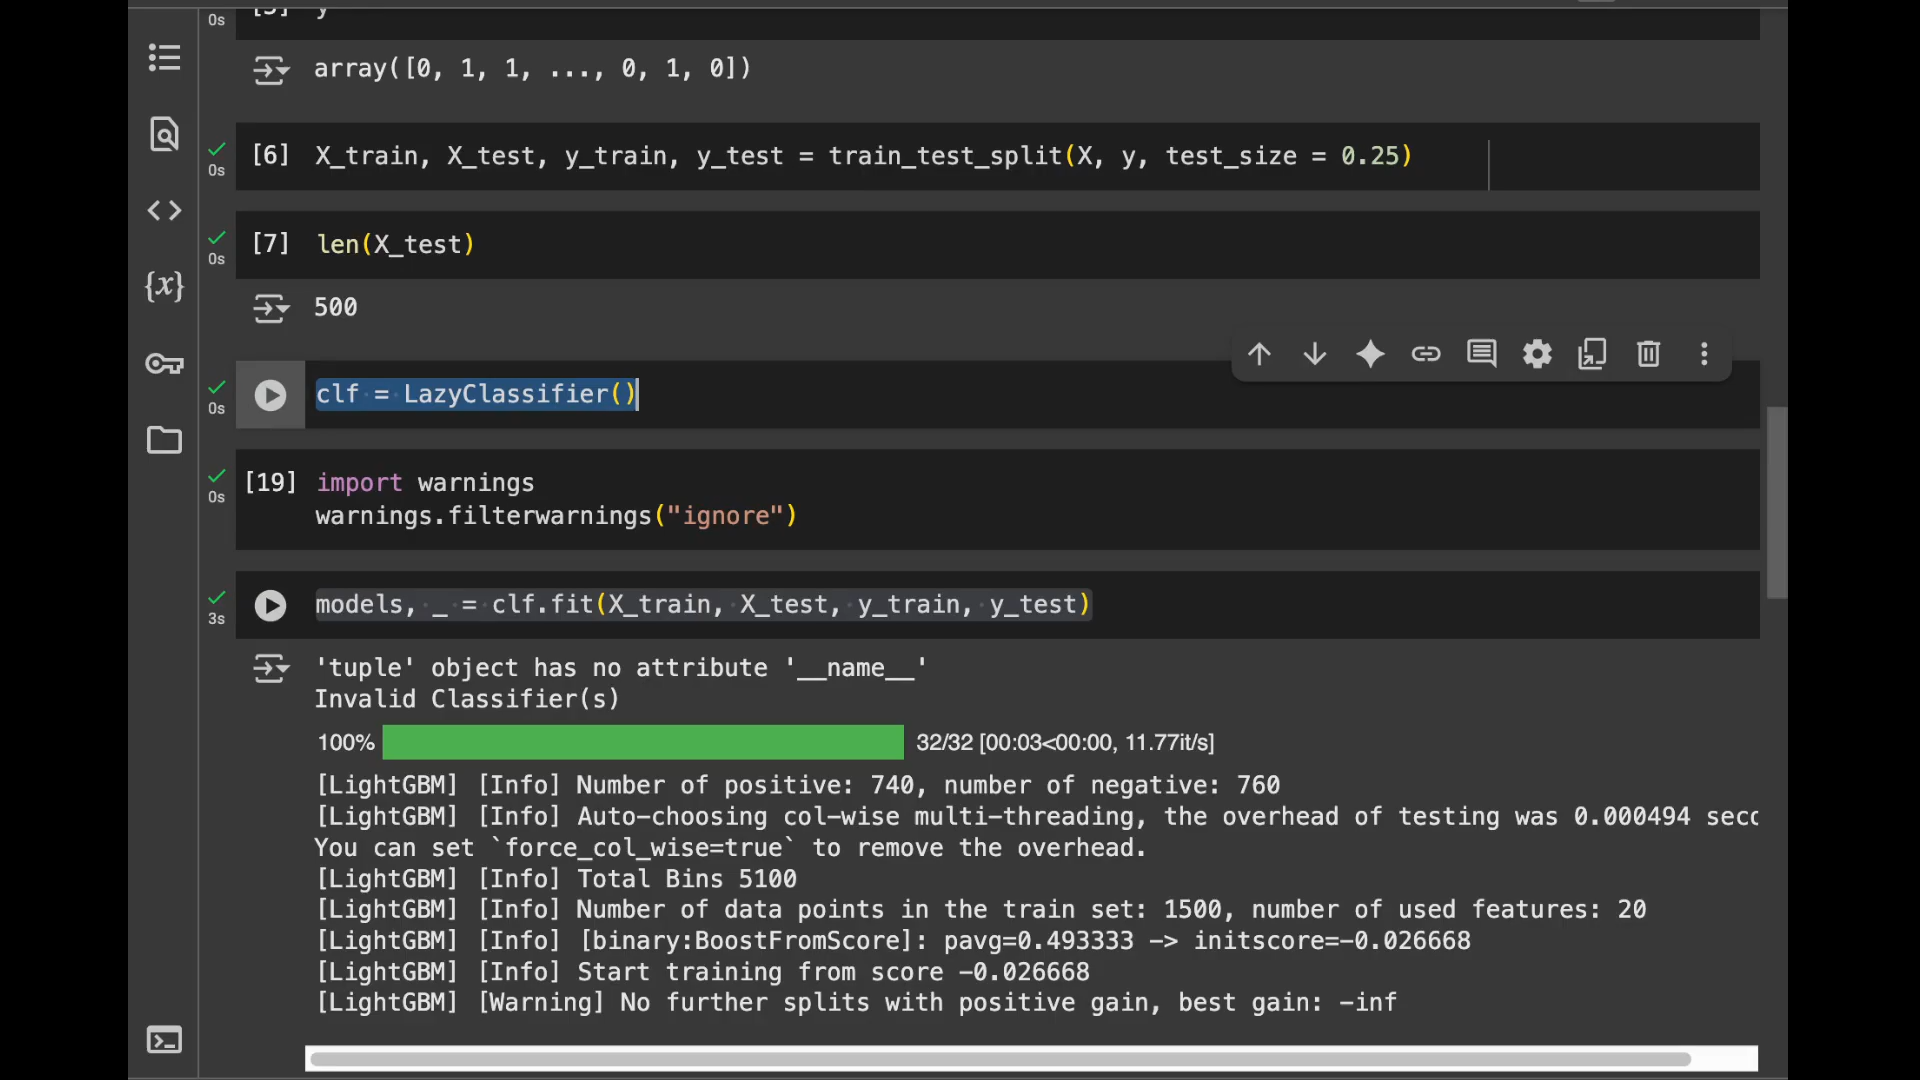 0s [5] y
array([0, 1, 1, ..., 0, 1, 0])
0s [6] X_train, X_test, y_train, y_test = train_test_split(X, y, test_size = 0.25)
0s [7] len(X_test)
500
{x}
0s clf = LazyClassifier()
0s [19] import warnings
warnings.filterwarnings("ignore")
3s models, _ = clf.fit(X_train, X_test, y_train, y_test)
'tuple' object has no attribute '__name__'
Invalid Classifier(s)
100% 32/32 [00:03<00:00, 11.77it/s]
[LightGBM] [Info] Number of positive: 740, number of negative: 760
[LightGBM] [Info] Auto-choosing col-wise multi-threading, the overhead of testing was 0.000494 seco
You can set `force_col_wise=true` to remove the overhead.
[LightGBM] [Info] Total Bins 5100
[LightGBM] [Info] Number of data points in the train set: 1500, number of used features: 20
[LightGBM] [Info] [binary:BoostFromScore]: pavg=0.493333 -> initscore=-0.026668
[LightGBM] [Info] Start training from score -0.026668
[LightGBM] [Warning] No further splits with positive gain, best gain: -inf